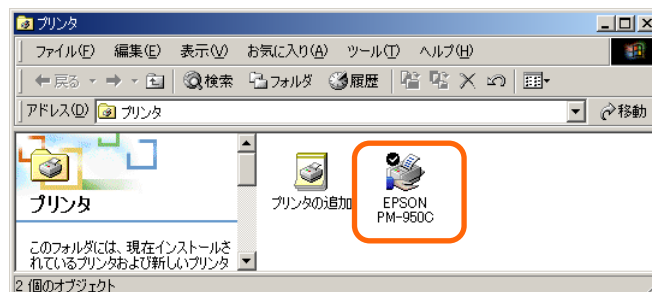 プリンタ
ファイル(F) 編集(E) 表示(V) お気に入り(A) ツール(T) ヘルプ(H)
戻る 検索 フォルダ 履歴
アドレス(D) プリンタ 移動
プリンタ
このフォルダには、現在インストールさ
れているプリンタおよび新しいプリンタ
プリンタの追加
EPSON
PM-950C
2 個のオブジェクト